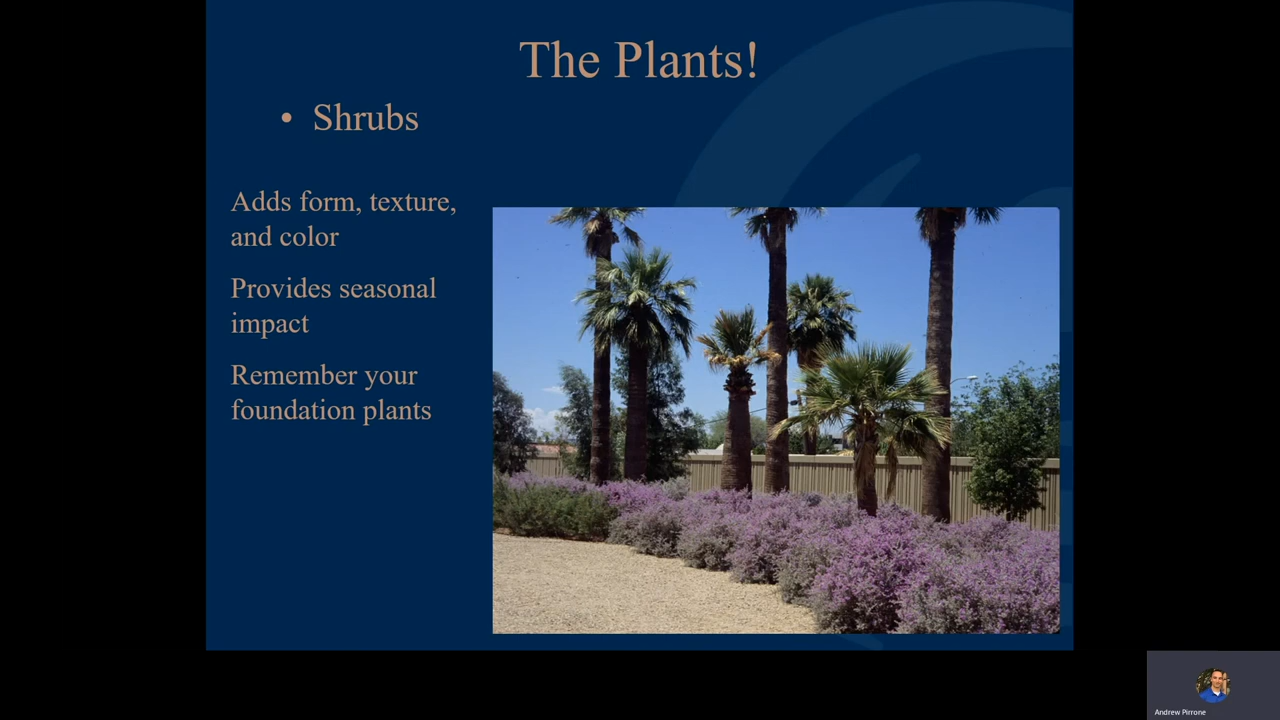 The Plants!
• Shrubs
Adds form, texture,
and color
Provides seasonal
impact
Remember your
foundation plants
Andrew Pirrone